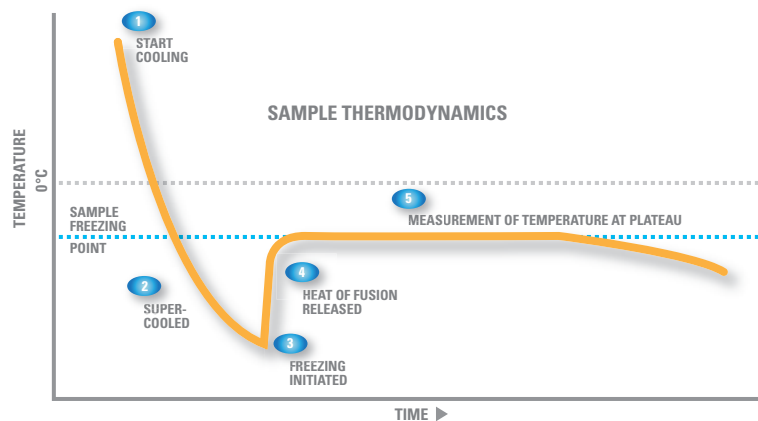 1
START
COOLING
SAMPLE THERMODYNAMICS
TEMPERATURE
0°C
5
MEASUREMENT OF TEMPERATURE AT PLATEAU
SAMPLE
FREEZING
POINT
4
HEAT OF FUSION
RELEASED
2
SUPER-
COOLED
3
FREEZING
INITIATED
TIME